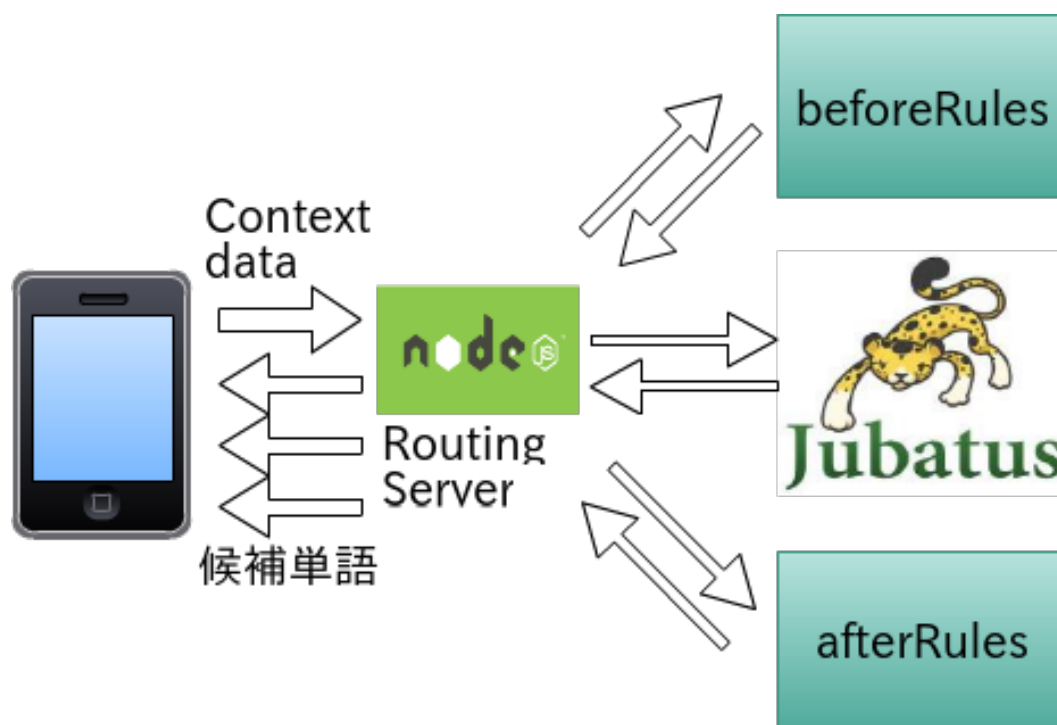 Context
data
候補単語
node
JS
Routing
Server
beforeRules
Jubatus
afterRules